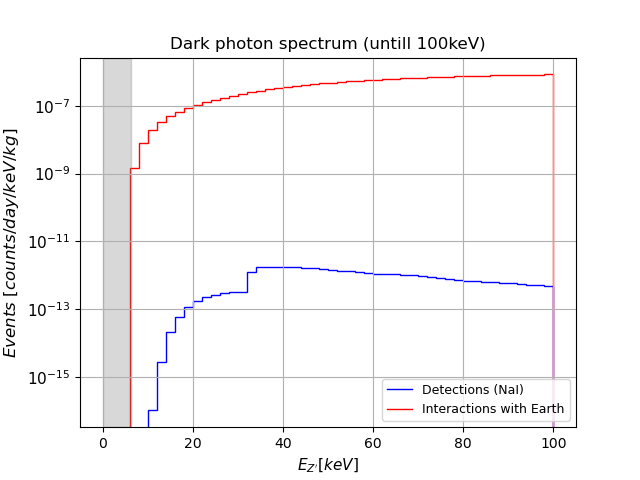 Dark photon spectrum (untill 100keV)
Events [counts/day/keV/kg]
10⁻⁷
10⁻⁹
10⁻¹¹
10⁻¹³
10⁻¹⁵
Detections (NaI)
Interactions with Earth
0 20 40 60 80 100
E_{Z'}[keV]